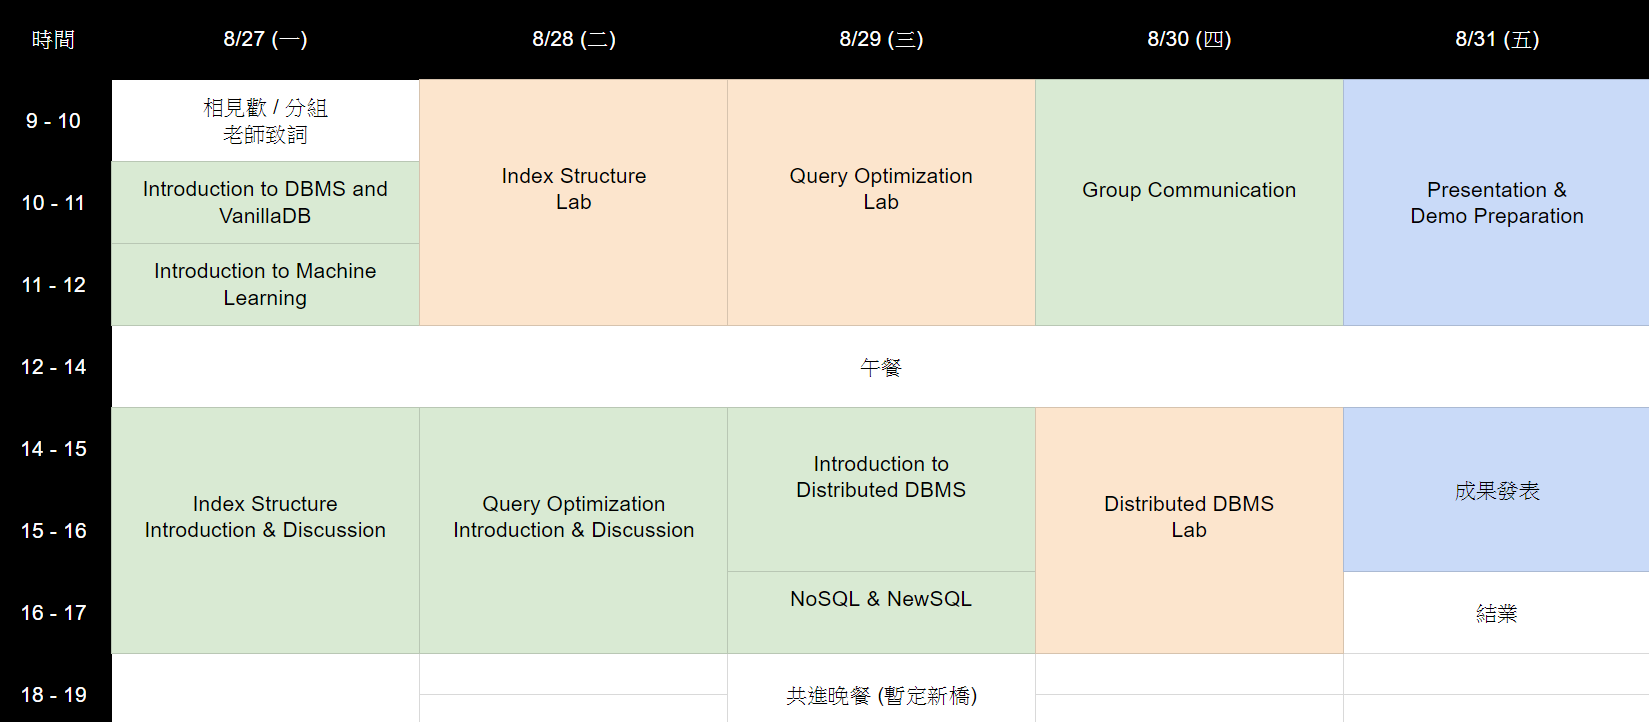 時間
8/27 (一)
8/28 (二)
8/29 (三)
8/30 (四)
8/31 (五)
9 - 10
相見歡 / 分組
老師致詞
Index Structure
Lab
Query Optimization
Lab
Group Communication
Presentation &
Demo Preparation
10 - 11
Introduction to DBMS and
VanillaDB
11 - 12
Introduction to Machine
Learning
12 - 14
午餐
14 - 15
Index Structure
Introduction & Discussion
Query Optimization
Introduction & Discussion
Introduction to
Distributed DBMS
Distributed DBMS
Lab
成果發表
15 - 16
16 - 17
NoSQL & NewSQL
結業
18 - 19
共進晚餐 (暫定新橋)